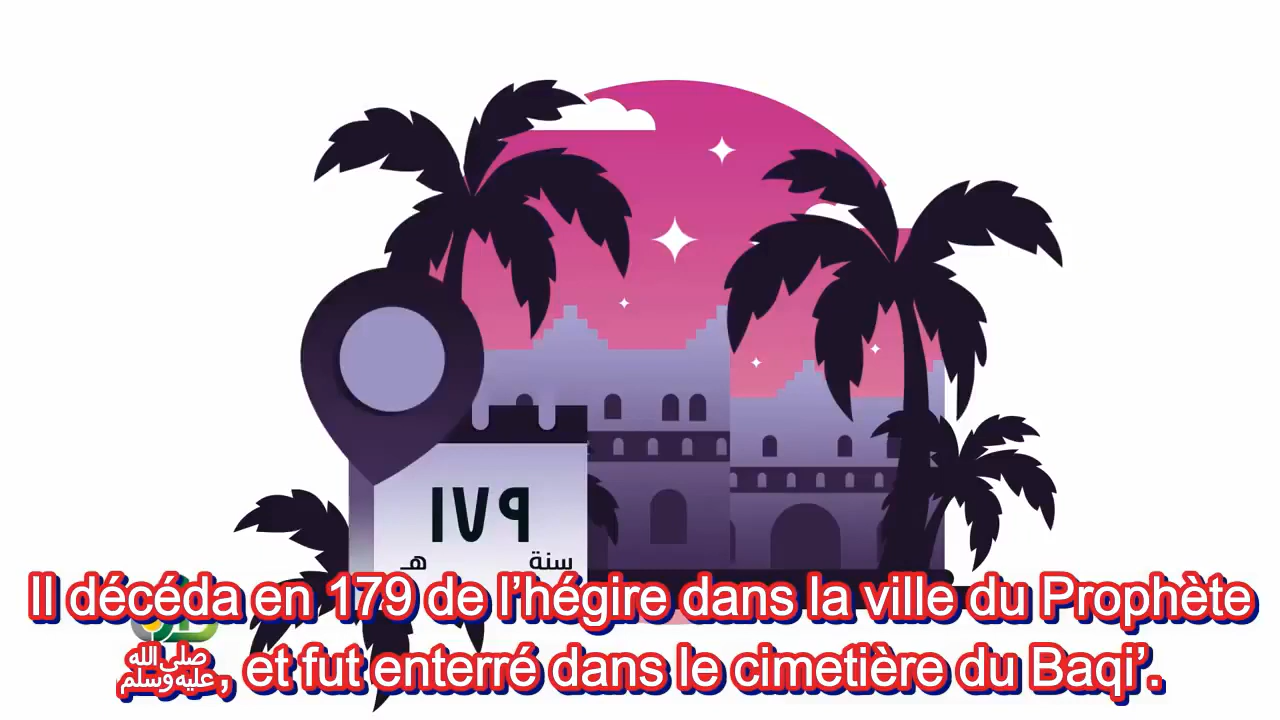 ١٧٩
سنة هـ
Il décéda en 179 de l’hégire dans la ville du Prophète
ﷺ, et fut enterré dans le cimetière du Baqi’.